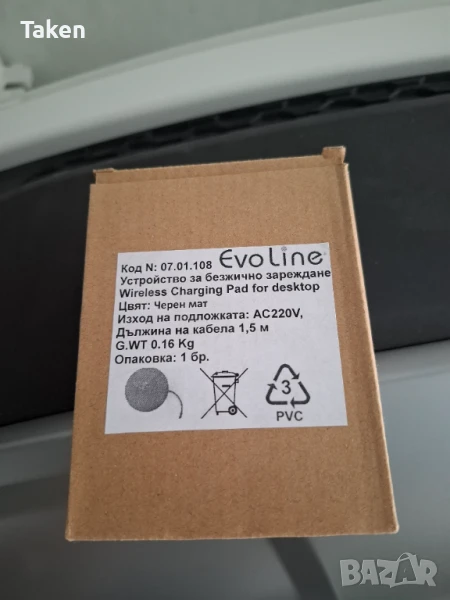 Taken
Код N: 07.01.108 EvoLine
Устройство за безжично зареждане
Wireless Charging Pad for desktop
Цвят: Черен мат
Изход на подложката: AC220V,
Дължина на кабела 1,5 м
G.WT 0.16 Kg
Опаковка: 1 бр.
3
PVC
BAZAR